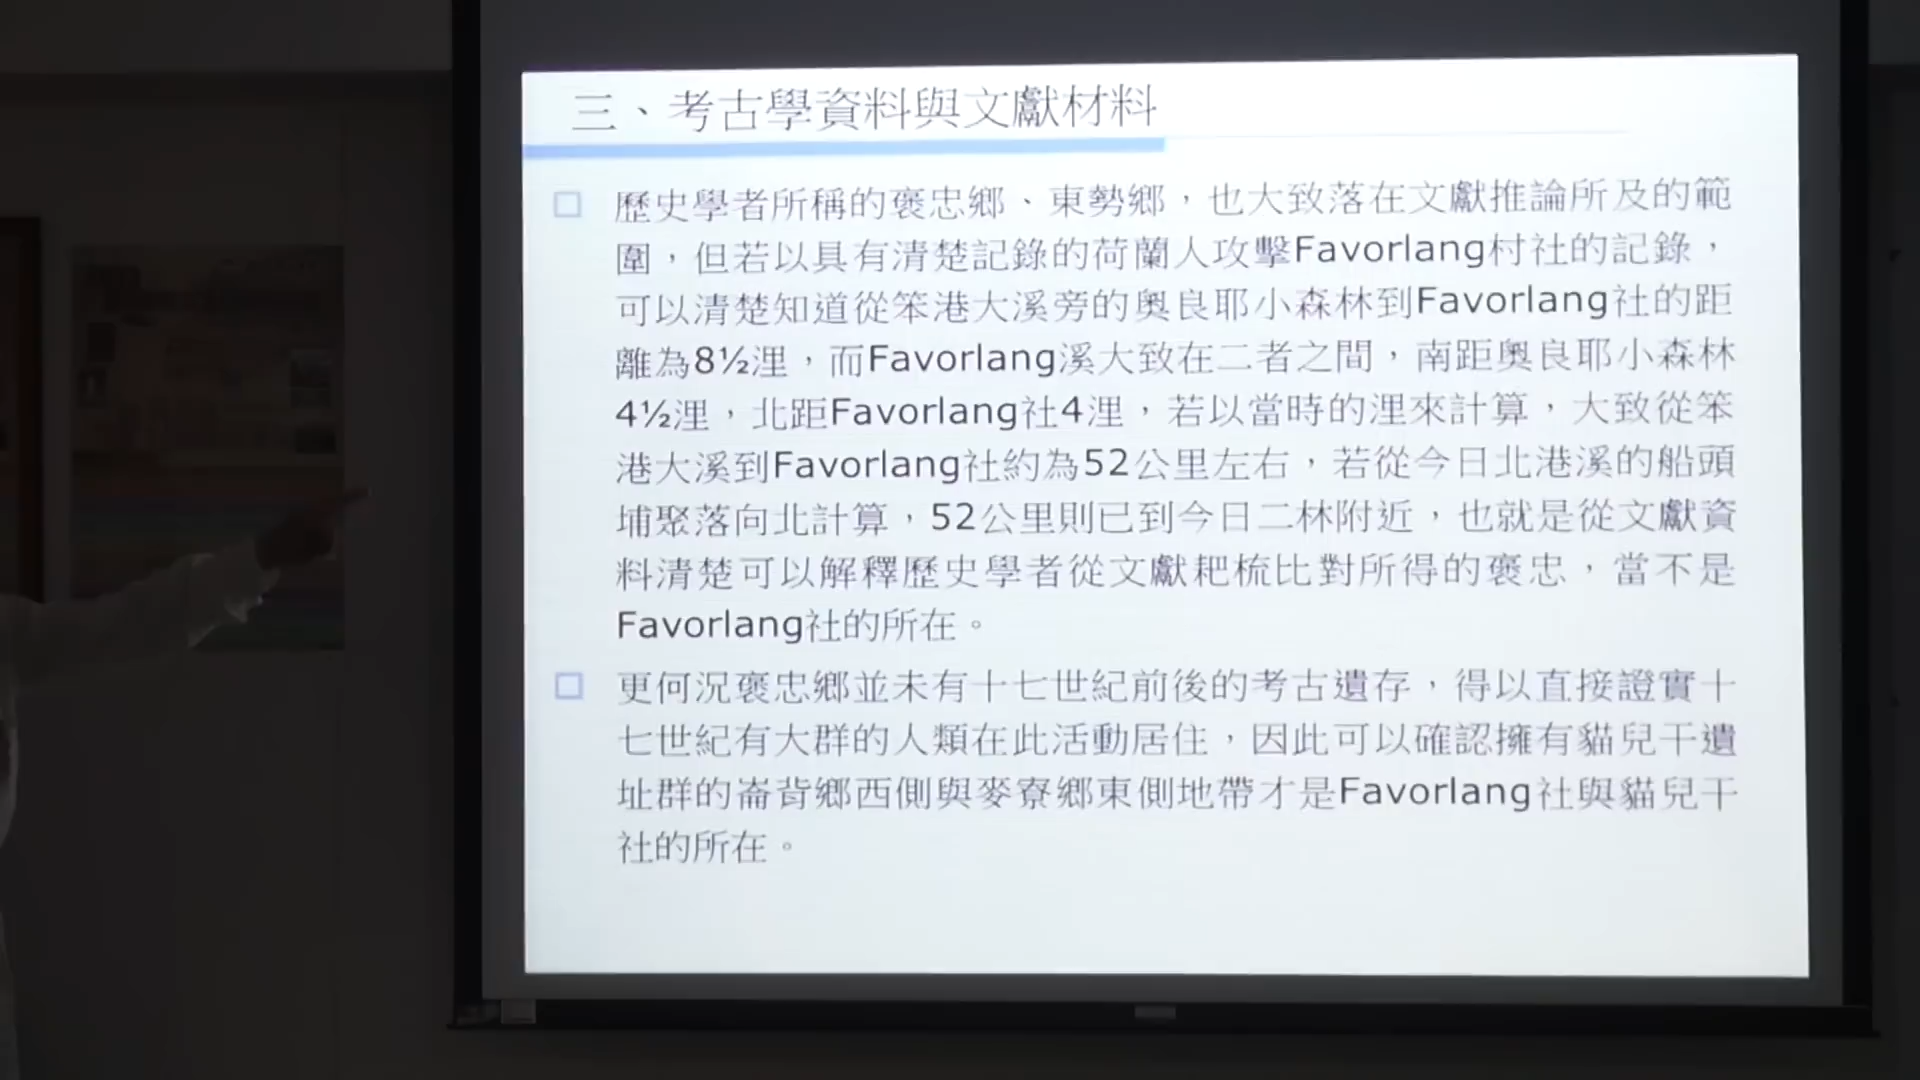 三、考古學資料與文獻材料
歷史學者所稱的褒忠鄉、東勢鄉，也大致落在文獻推論所及的範
圍，但若以具有清楚記錄的荷蘭人攻擊Favorlang村社的記錄，
可以清楚知道從笨港大溪旁的奧良耶小森林到Favorlang社的距
離為8½浬，而Favorlang溪大致在二者之間，南距奧良耶小森林
4½浬，北距Favorlang社4浬，若以當時的浬來計算，大致從笨
港大溪到Favorlang社約為52公里左右，若從今日北港溪的船頭
埔聚落向北計算，52公里則已到今日二林附近，也就是從文獻資
料清楚可以解釋歷史學者從文獻耙梳比對所得的褒忠，當不是
Favorlang社的所在。
更何況褒忠鄉並未有十七世紀前後的考古遺存，得以直接證實十
七世紀有大群的人類在此活動居住，因此可以確認擁有貓兒干遺
址群的崙背鄉西側與麥寮鄉東側地帶才是Favorlang社與貓兒干
社的所在。